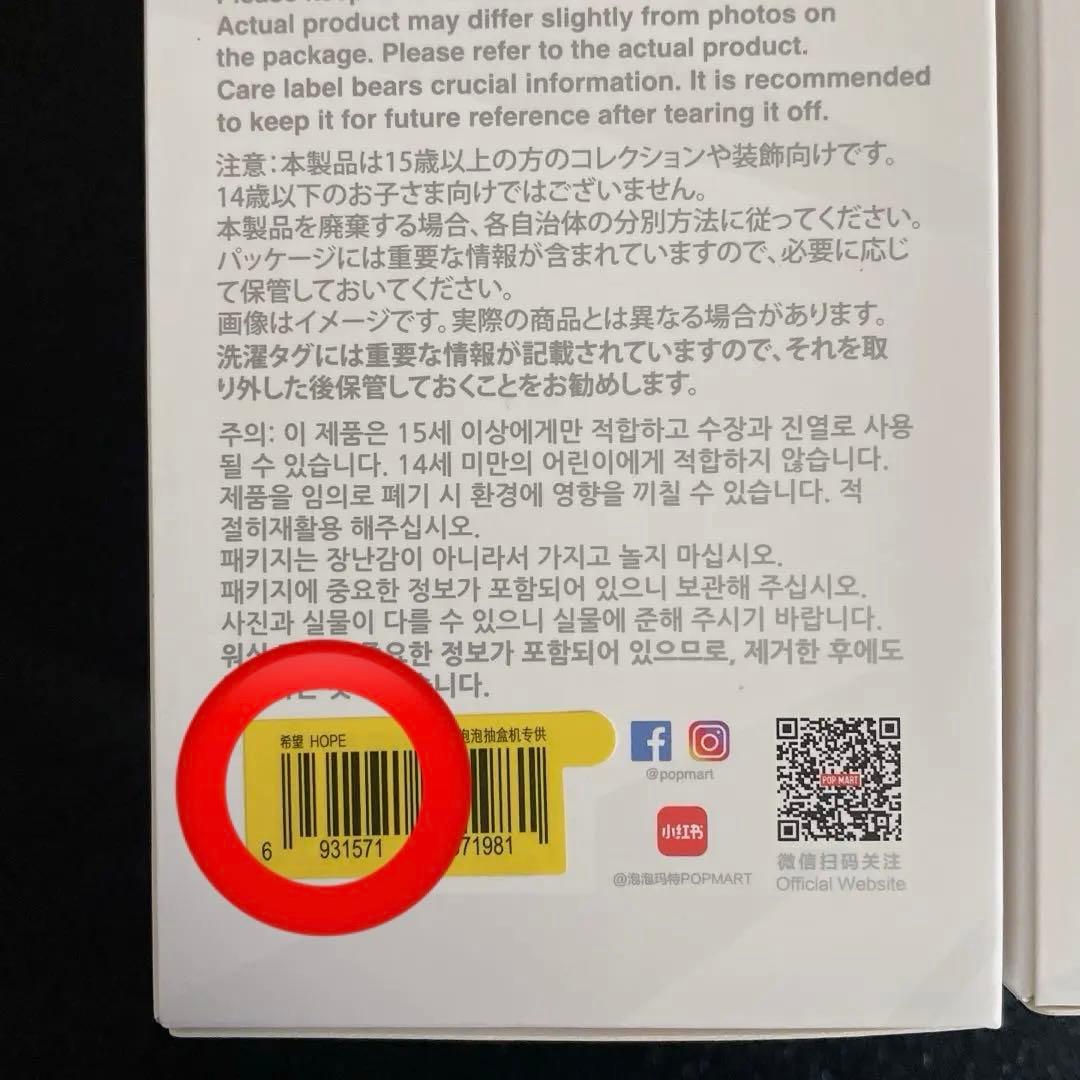 Actual product may differ slightly from photos on
the package. Please refer to the actual product.
Care label bears crucial information. It is recommended
to keep it for future reference after tearing it off.
注意：本製品は15歳以上の方のコレクションや装飾向けです。
14歳以下のお子さま向けではございません。
本製品を廃棄する場合、各自治体の分別方法に従ってください。
パッケージには重要な情報が含まれていますので、必要に応じ
て保管しておいてください。
画像はイメージです。実際の商品とは異なる場合があります。
洗濯タグには重要な情報が記載されていますので、それを取
り外した後保管しておくことをお勧めします。
주의: 이 제품은 15세 이상에게만 적합하고 수장과 진열로 사용
될 수 있습니다. 14세 미만의 어린이에게 적합하지 않습니다.
제품을 임의로 폐기 시 환경에 영향을 끼칠 수 있습니다. 적
절히재활용 해주십시오.
패키지는 장난감이 아니라서 가지고 놀지 마십시오.
패키지에 중요한 정보가 포함되어 있으니 보관해 주십시오.
사진과 실물이 다를 수 있으니 실물에 준해 주시기 바랍니다.
정보가 포함되어 있으므로, 제거한 후에도
希望 HOPE
泡抽盒机专供
6 931571 71981
@popmart
小红书
@泡泡玛特POPMART
POP MART
微信扫码关注
Official Website